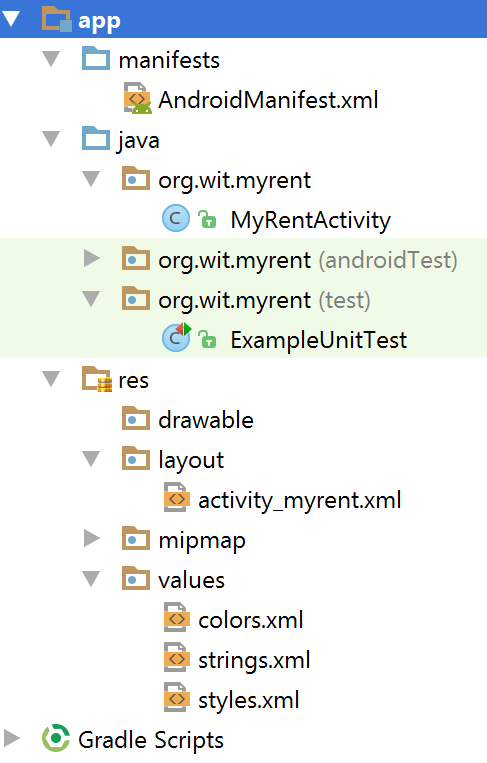 app
manifests
AndroidManifest.xml
java
org.wit.myrent
MyRentActivity
org.wit.myrent (androidTest)
org.wit.myrent (test)
ExampleUnitTest
res
drawable
layout
activity_myrent.xml
mipmap
values
colors.xml
strings.xml
styles.xml
Gradle Scripts